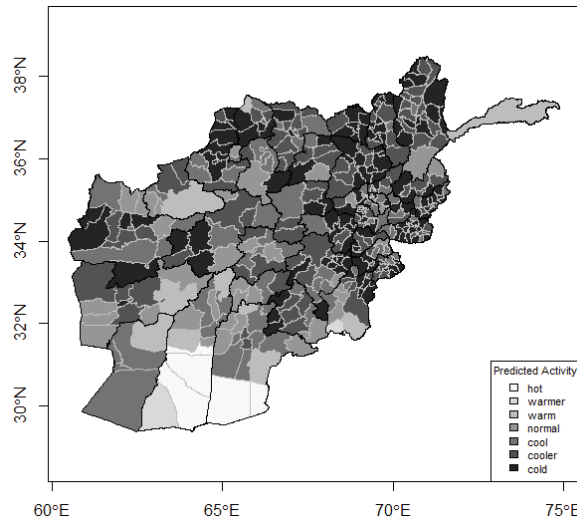 38°N
36°N
34°N
32°N
30°N
Predicted Activity
hot
warmer
warm
normal
cool
cooler
cold
60°E 65°E 70°E 75°E